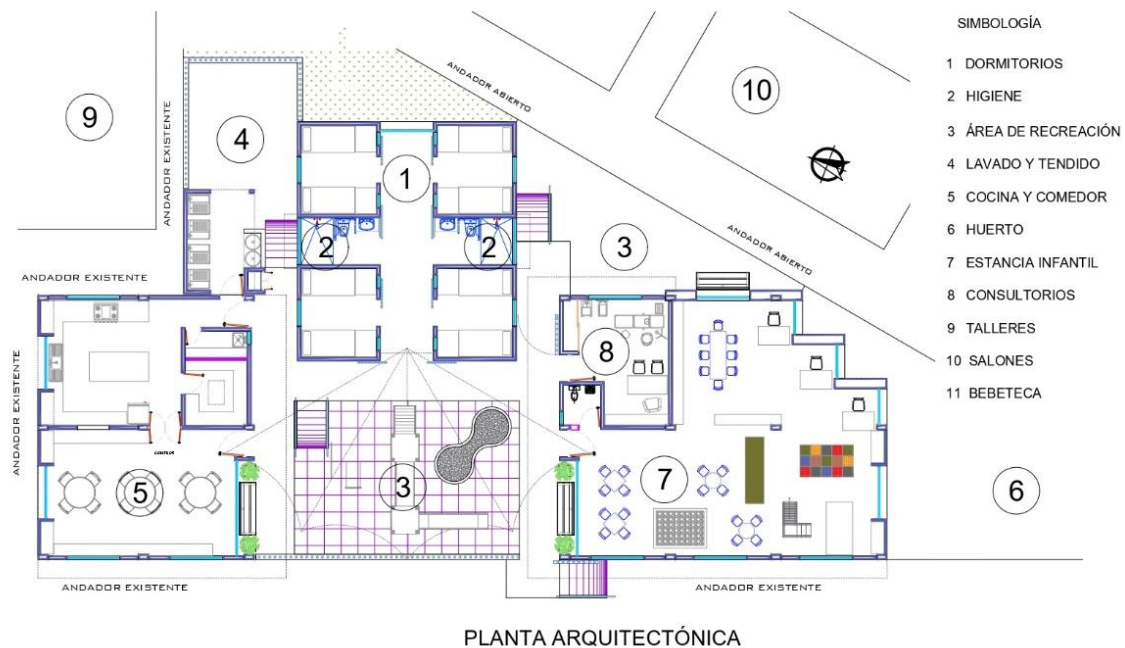 SIMBOLOGÍA
1 DORMITORIOS
2 HIGIENE
3 ÁREA DE RECREACIÓN
4 LAVADO Y TENDIDO
5 COCINA Y COMEDOR
6 HUERTO
7 ESTANCIA INFANTIL
8 CONSULTORIOS
9 TALLERES
10 SALONES
11 BEBETECA
9
ANDADOR EXISTENTE
4
ANDADOR ABIERTO
10
1
2
2
3
ANDADOR ABIERTO
ANDADOR EXISTENTE
ANDADOR EXISTENTE
8
5
3
7
6
ANDADOR EXISTENTE
ANDADOR EXISTENTE
PLANTA ARQUITECTÓNICA